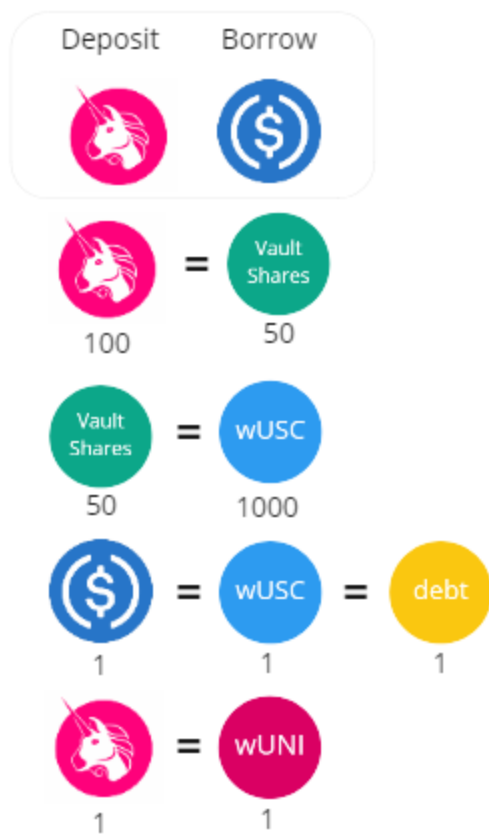 Deposit Borrow
$
= Vault
Shares
100 50
Vault
Shares = wUSC
50 1000
$ = wUSC = debt
1 1 1
= wUNI
1 1